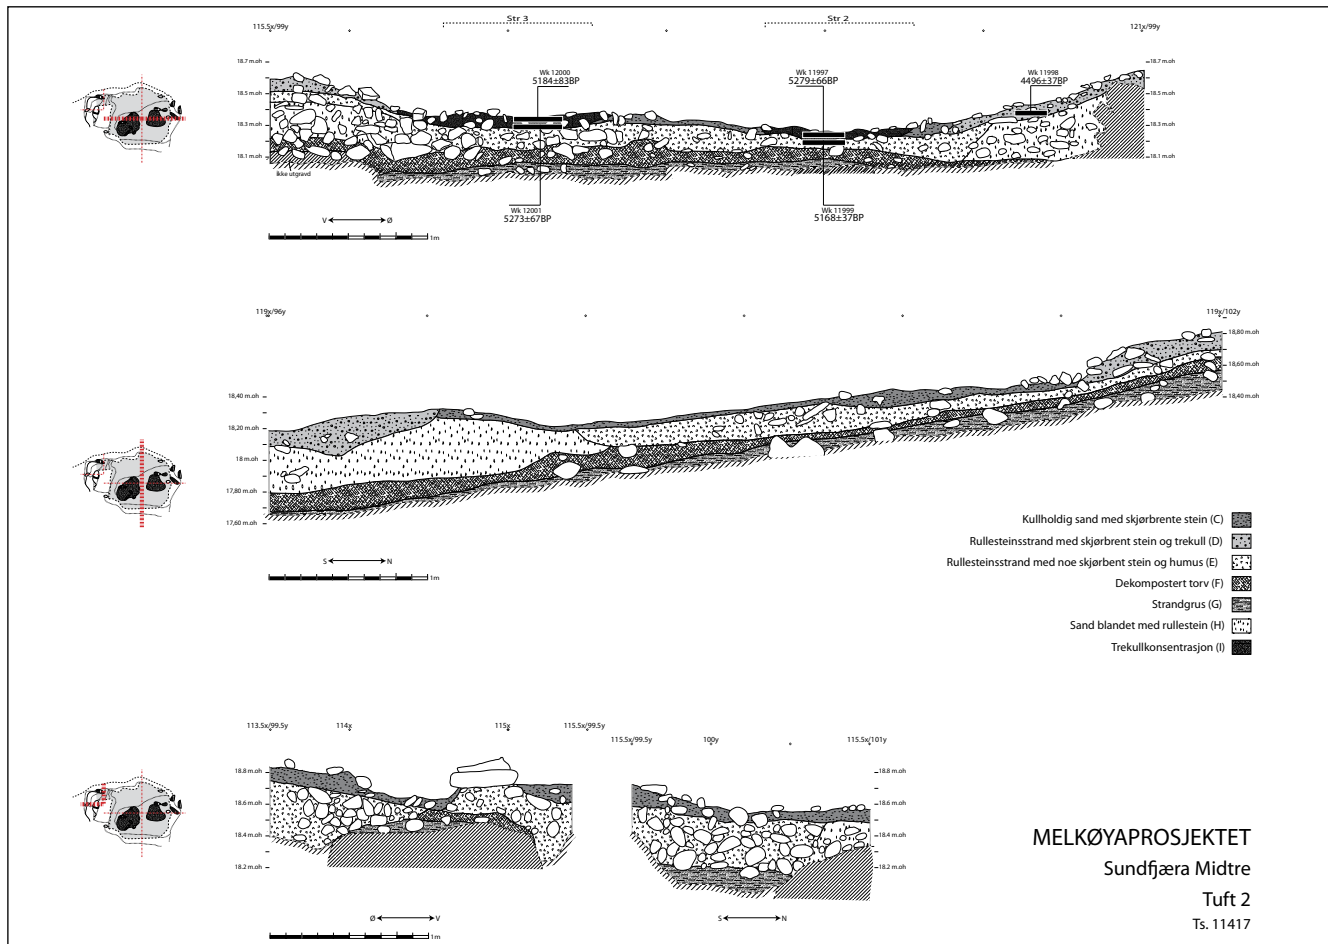 Str 3
Str 2
115.5x/99y
121x/99y
Wk 12000
5184±83BP
Wk 11997
5279±66BP
Wk 11998
4496±37BP
18.7 m.oh
18.5 m.oh
18.3 m.oh
18.1 m.oh
18.7 m.oh
18.5 m.oh
18.3 m.oh
18.1 m.oh
Ikke utgravd
Wk 12001
5273±67BP
Wk 11999
5168±37BP
V Ø
1m
119x/96y
119x/102y
18,80 m.oh
18,60 m.oh
18,40 m.oh
18,40 m.oh
18,20 m.oh
18 m.oh
17,80 m.oh
17,60 m.oh
S N
1m
Kullholdig sand med skjørbrente stein (C)
Rullesteinsstrand med skjørbrent stein og trekull (D)
Rullesteinsstrand med noe skjørbent stein og humus (E)
Dekompostert torv (F)
Strandgrus (G)
Sand blandet med rullestein (H)
Trekullkonsentrasjon (I)
113.5x/99.5y
114x
115x
115.5x/99.5y
115.5x/99.5y
100y
115.5x/101y
18.8 m.oh
18.6 m.oh
18.4 m.oh
18.2 m.oh
18.8 m.oh
18.6 m.oh
18.4 m.oh
18.2 m.oh
Ø V
S N
1m
MELKØYAPROSJEKTET
Sundfjæra Midtre
Tuft 2
Ts. 11417